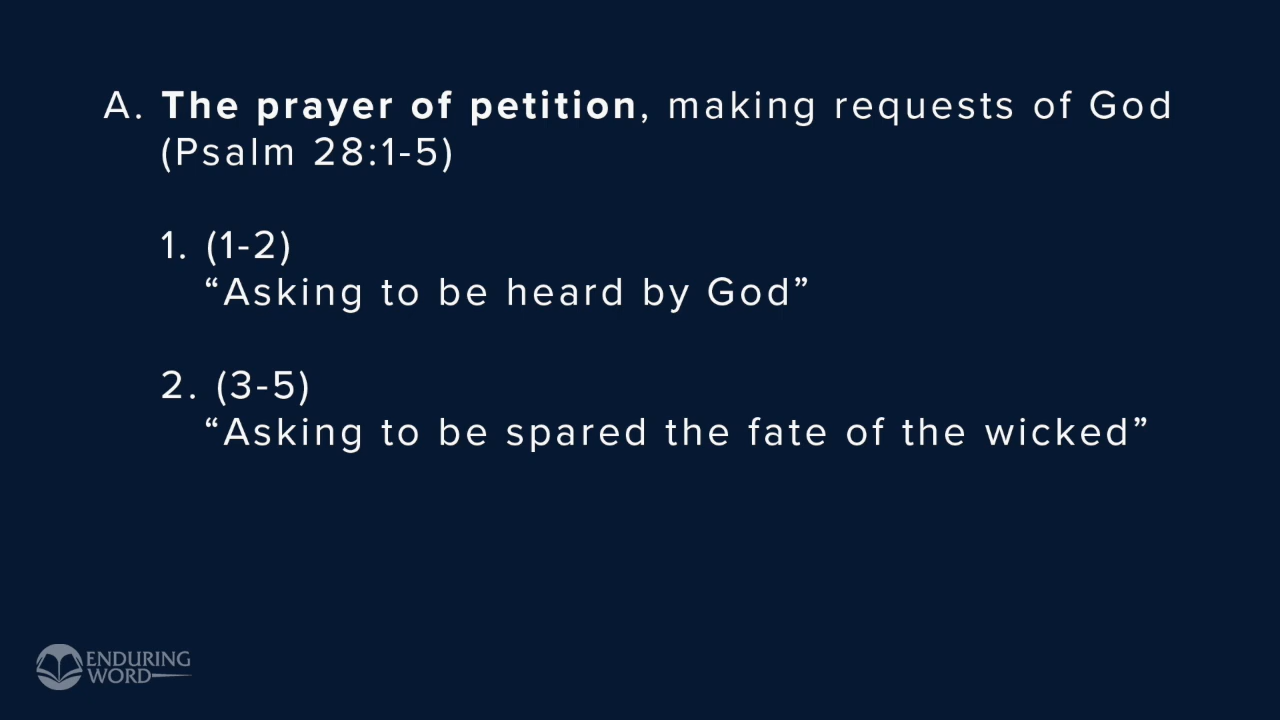 A. The prayer of petition, making requests of God
(Psalm 28:1-5)
1. (1-2)
“Asking to be heard by God”
2. (3-5)
“Asking to be spared the fate of the wicked”
ENDURING
WORD